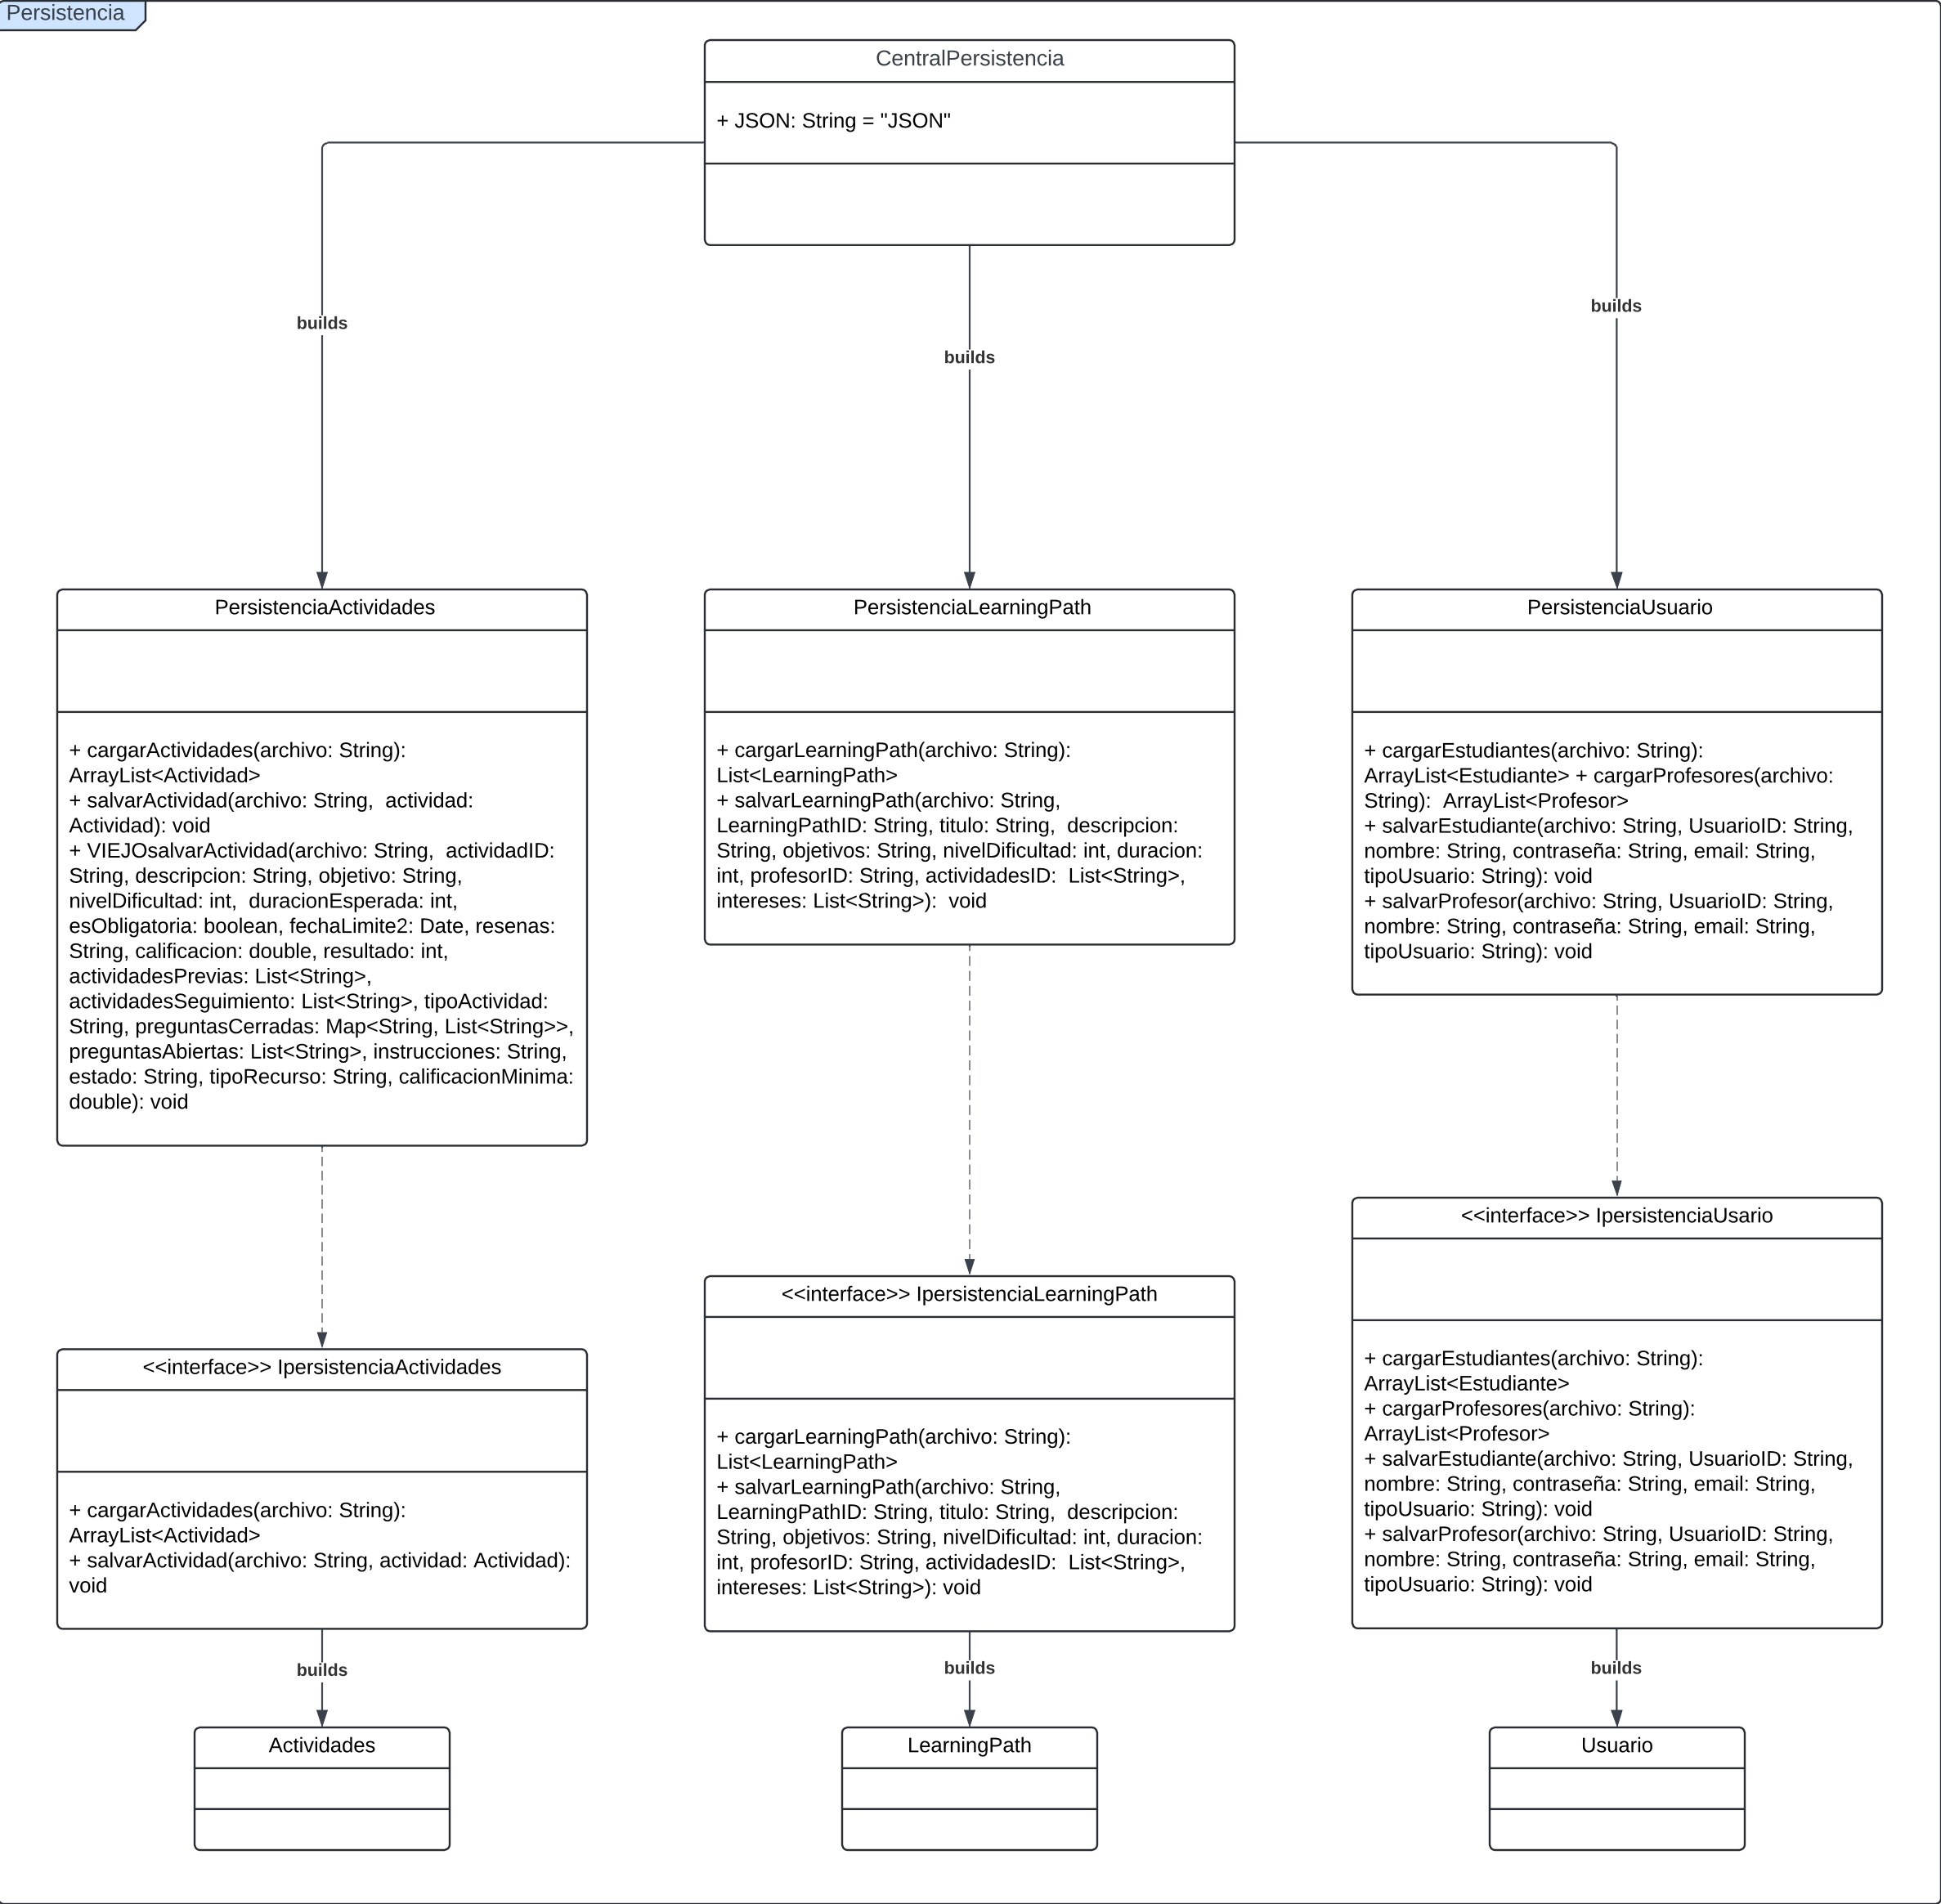 Persistencia
CentralPersistencia
+ JSON: String = "JSON"
builds
builds
builds
PersistenciaActividades
+ cargarActividades(archivo: String):
ArrayList<Actividad>
+ salvarActividad(archivo: String,  actividad:
Actividad): void
+ VIEJOsalvarActividad(archivo: String,  actividadID:
String, descripcion: String, objetivo: String,
nivelDificultad: int,  duracionEsperada: int,
esObligatoria: boolean, fechaLimite2: Date, resenas:
String, calificacion: double, resultado: int,
actividadesPrevias: List<String>,
actividadesSeguimiento: List<String>, tipoActividad:
String, preguntasCerradas: Map<String, List<String>>,
preguntasAbiertas: List<String>, instrucciones: String,
estado: String, tipoRecurso: String, calificacionMinima:
double): void
PersistenciaLearningPath
+ cargarLearningPath(archivo: String):
List<LearningPath>
+ salvarLearningPath(archivo: String,
LearningPathID: String, titulo: String,  descripcion:
String, objetivos: String, nivelDificultad: int, duracion:
int, profesorID: String, actividadesID:  List<String>,
intereses: List<String>):  void
PersistenciaUsuario
+ cargarEstudiantes(archivo: String):
ArrayList<Estudiante> + cargarProfesores(archivo:
String):  ArrayList<Profesor>
+ salvarEstudiante(archivo: String, UsuarioID: String,
nombre: String, contraseña: String, email: String,
tipoUsuario: String): void
+ salvarProfesor(archivo: String, UsuarioID: String,
nombre: String, contraseña: String, email: String,
tipoUsuario: String): void
<<interface>> IpersistenciaActividades
+ cargarActividades(archivo: String):
ArrayList<Actividad>
+ salvarActividad(archivo: String, actividad: Actividad):
void
<<interface>> IpersistenciaLearningPath
+ cargarLearningPath(archivo: String):
List<LearningPath>
+ salvarLearningPath(archivo: String,
LearningPathID: String, titulo: String,  descripcion:
String, objetivos: String, nivelDificultad: int, duracion:
int, profesorID: String, actividadesID:  List<String>,
intereses: List<String>): void
<<interface>> IpersistenciaUsario
+ cargarEstudiantes(archivo: String):
ArrayList<Estudiante>
+ cargarProfesores(archivo: String):
ArrayList<Profesor>
+ salvarEstudiante(archivo: String, UsuarioID: String,
nombre: String, contraseña: String, email: String,
tipoUsuario: String): void
+ salvarProfesor(archivo: String, UsuarioID: String,
nombre: String, contraseña: String, email: String,
tipoUsuario: String): void
builds
builds
builds
Actividades
LearningPath
Usuario